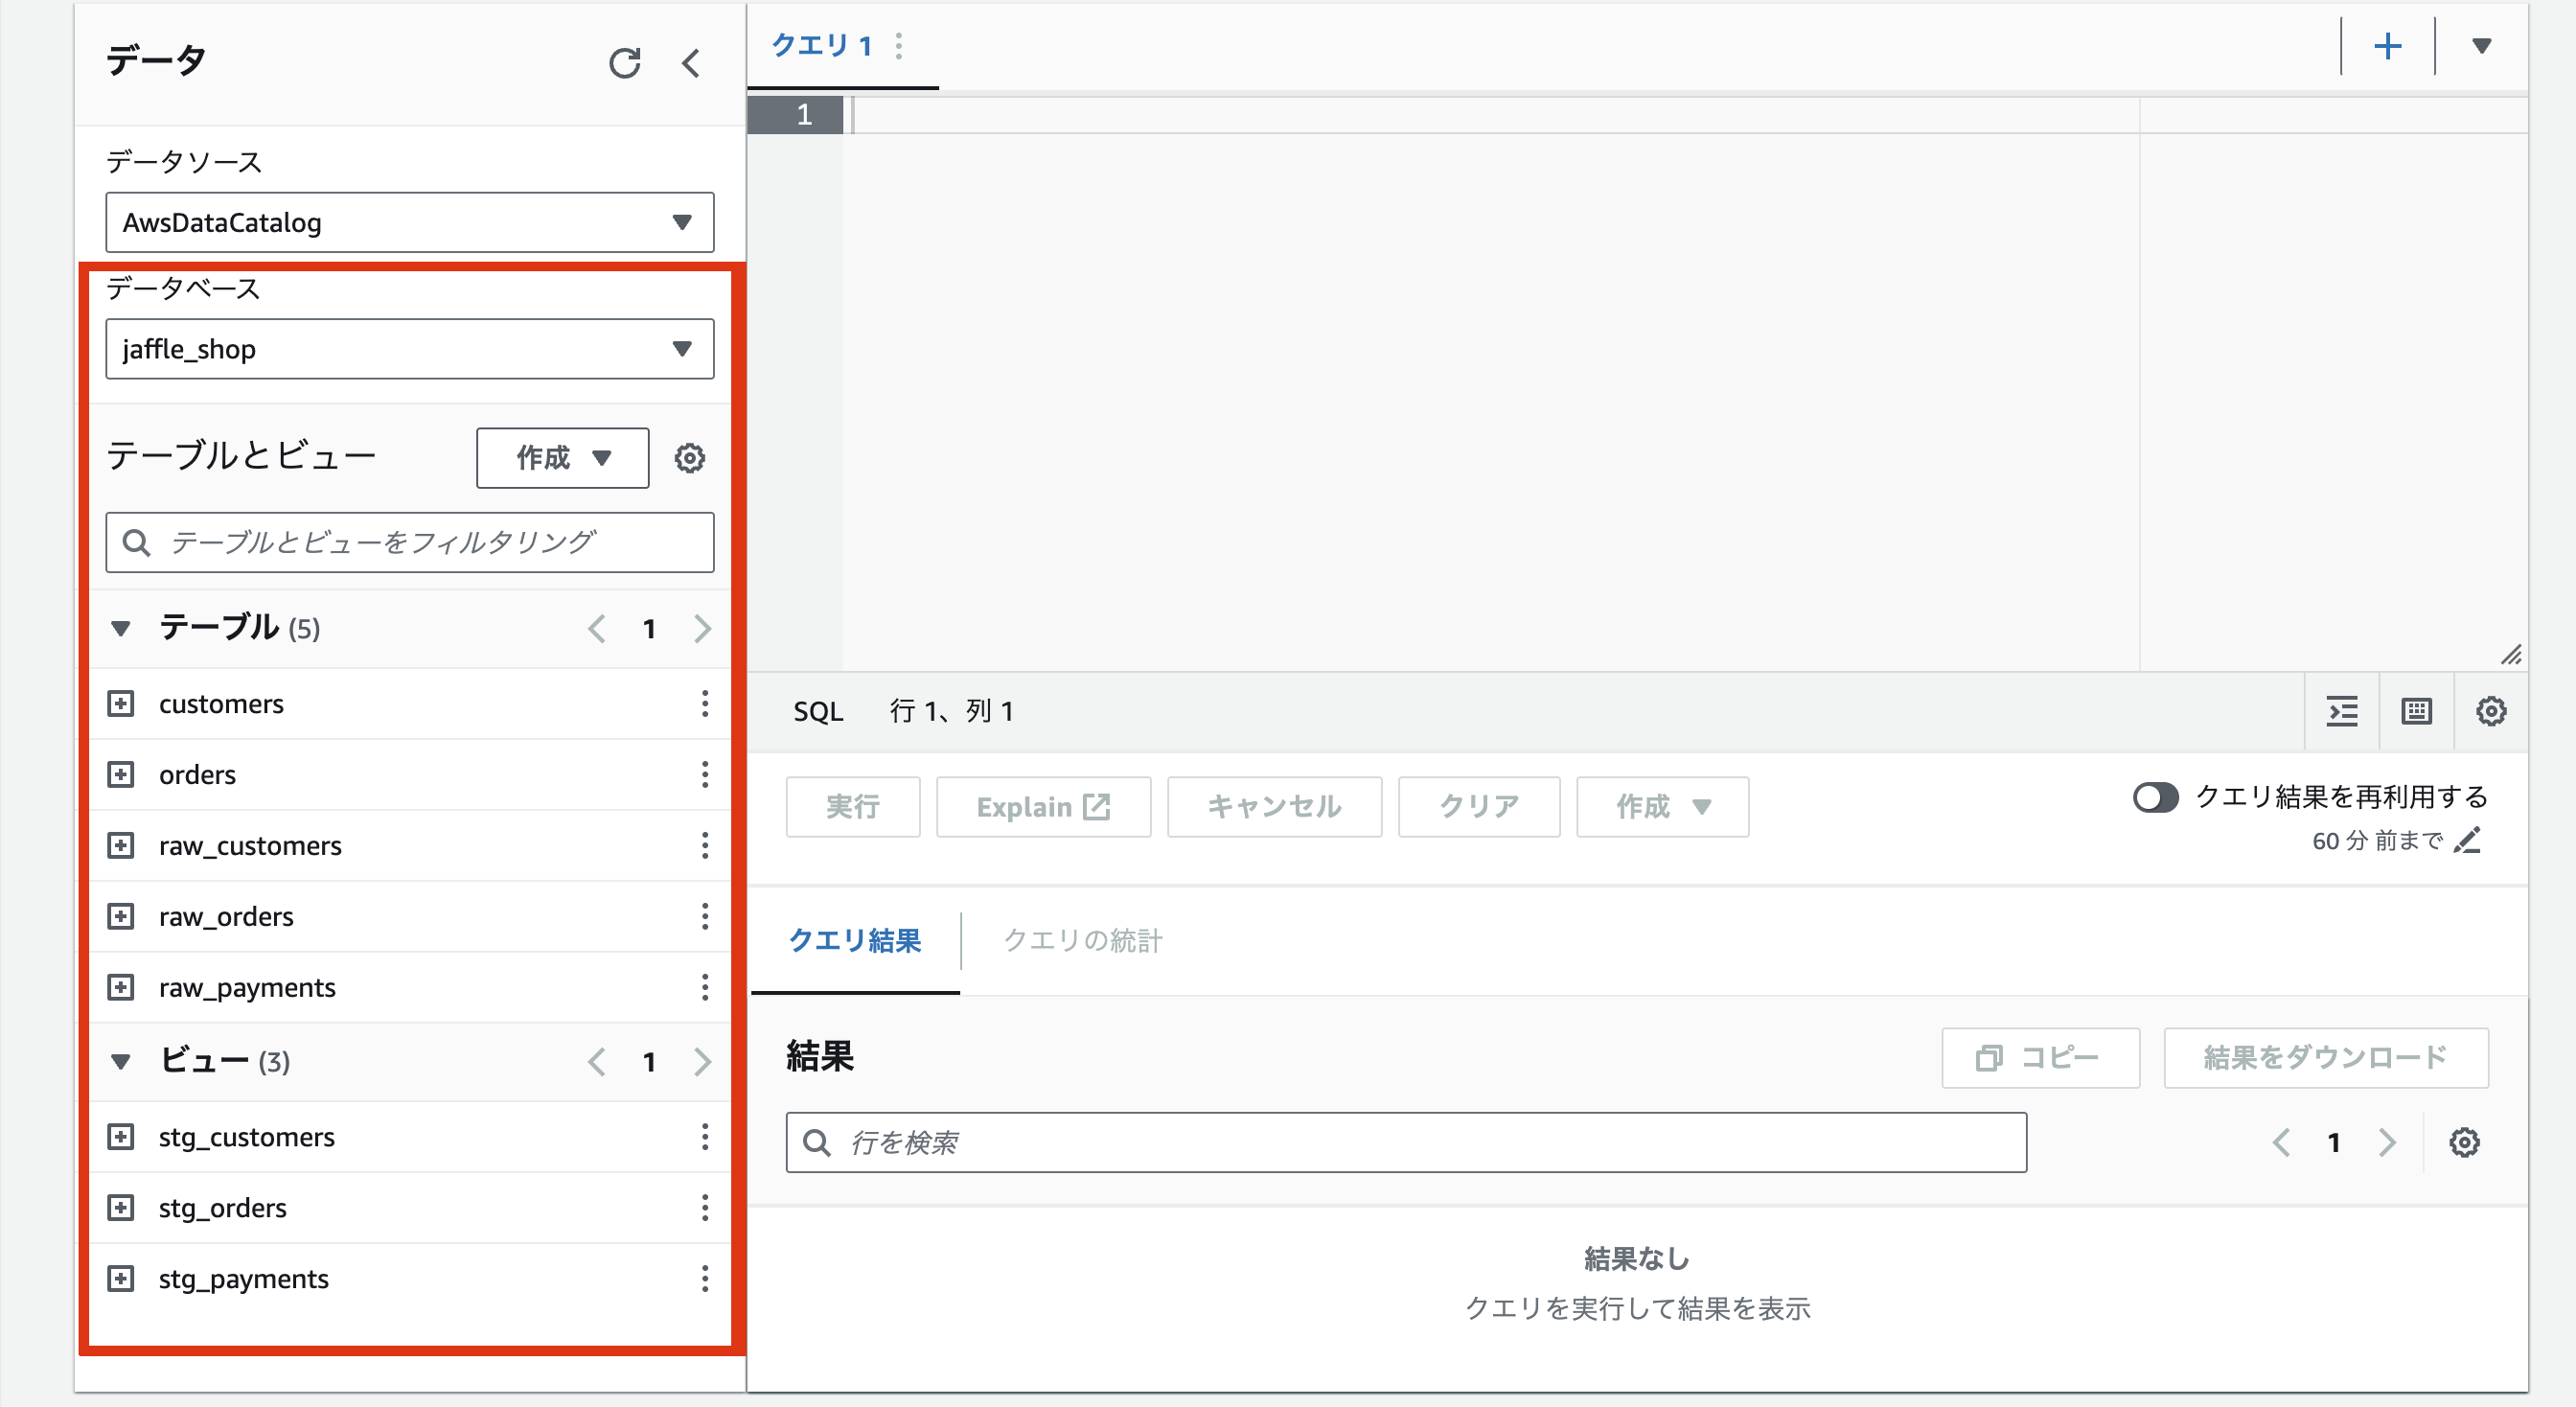 データ
データソース
AwsDataCatalog
データベース
jaffle_shop
テーブルとビュー
作成
テーブルとビューをフィルタリング
テーブル (5)
1
customers
orders
raw_customers
raw_orders
raw_payments
ビュー (3)
1
stg_customers
stg_orders
stg_payments
クエリ 1
1
SQL 行 1、列 1
実行 Explain キャンセル クリア 作成
クエリ結果を再利用する
60 分 前まで
クエリ結果 クエリの統計
結果
コピー 結果をダウンロード
行を検索
1
結果なし
クエリを実行して結果を表示